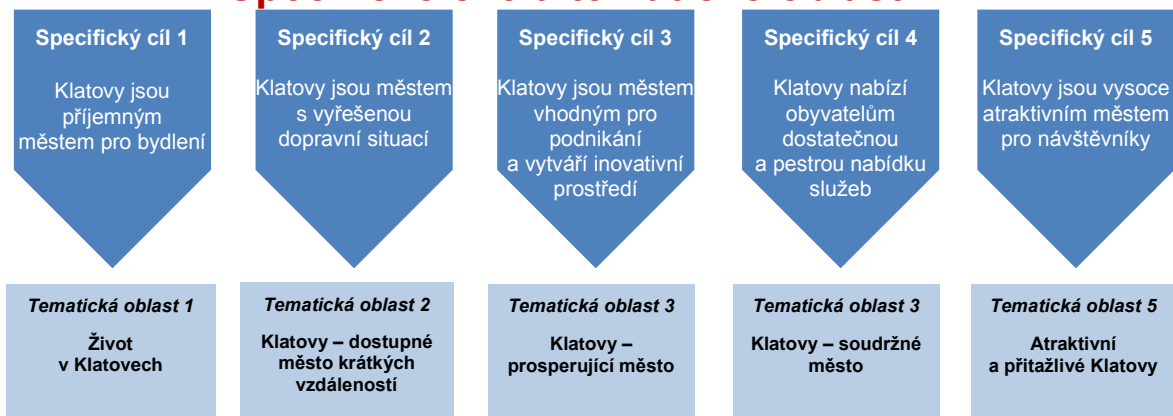 Specifický cíl 1
Klatovy jsou
příjemným
městem pro bydlení
Specifický cíl 2
Klatovy jsou městem
s vyřešenou
dopravní situací
Specifický cíl 3
Klatovy jsou městem
vhodným pro
podnikání
a vytváří inovativní
prostředí
Specifický cíl 4
Klatovy nabízí
obyvatelům
dostatečnou
a pestrou nabídku
služeb
Specifický cíl 5
Klatovy jsou vysoce
atraktivním městem
pro návštěvníky
Tematická oblast 1
Život
v Klatovech
Tematická oblast 2
Klatovy – dostupné
město krátkých
vzdáleností
Tematická oblast 3
Klatovy –
prosperující město
Tematická oblast 3
Klatovy – soudržné
město
Tematická oblast 5
Atraktivní
a přitažlivé Klatovy